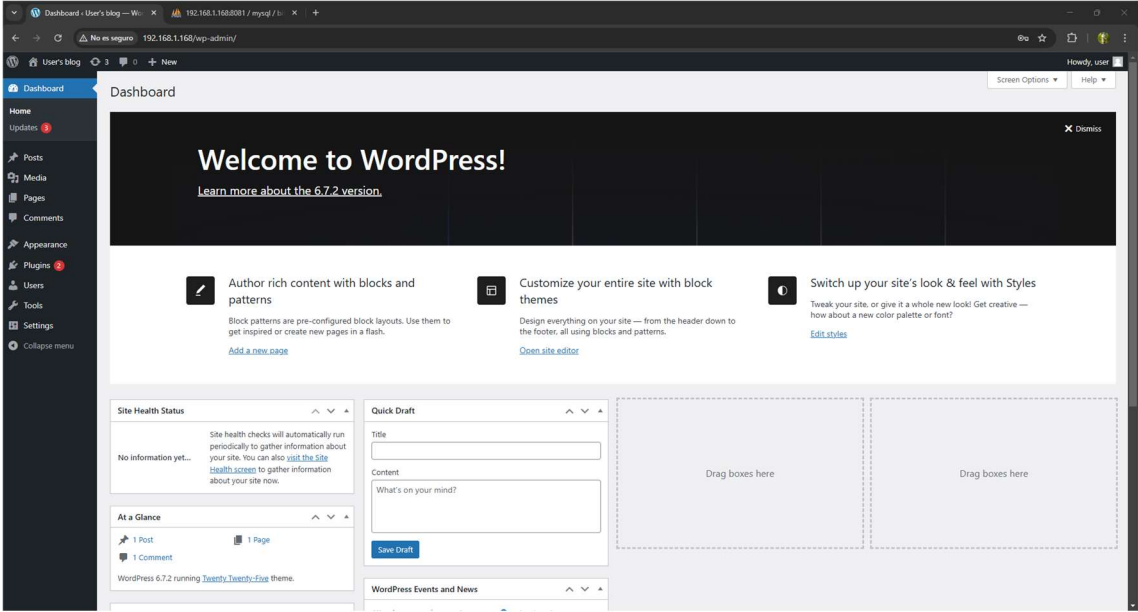 Dashboard ‹ User's blog — Wo
192.168.1.168:8081 / mysql / b
No es seguro 192.168.1.168/wp-admin/
User's blog 3 0 + New
Howdy, user
Screen Options ▼ Help ▼
Dashboard
Home
Updates 3
Posts
Media
Pages
Comments
Appearance
Plugins 2
Users
Tools
Settings
Collapse menu
Dashboard
Dismiss
Welcome to WordPress!
Learn more about the 6.7.2 version.
Author rich content with blocks and
patterns
Block patterns are pre-configured block layouts. Use them to
get inspired or create new pages in a flash.
Add a new page
Customize your entire site with block
themes
Design everything on your site — from the header down to
the footer, all using blocks and patterns.
Open site editor
Switch up your site's look & feel with Styles
Tweak your site, or give it a whole new look! Get creative —
how about a new color palette or font?
Edit styles
Site Health Status
No information yet...
Site health checks will automatically run
periodically to gather information about
your site. You can also visit the Site
Health screen to gather information
about your site now.
At a Glance
1 Post
1 Page
1 Comment
WordPress 6.7.2 running Twenty Twenty-Five theme.
Quick Draft
Title
Content
What's on your mind?
Save Draft
WordPress Events and News
Drag boxes here
Drag boxes here